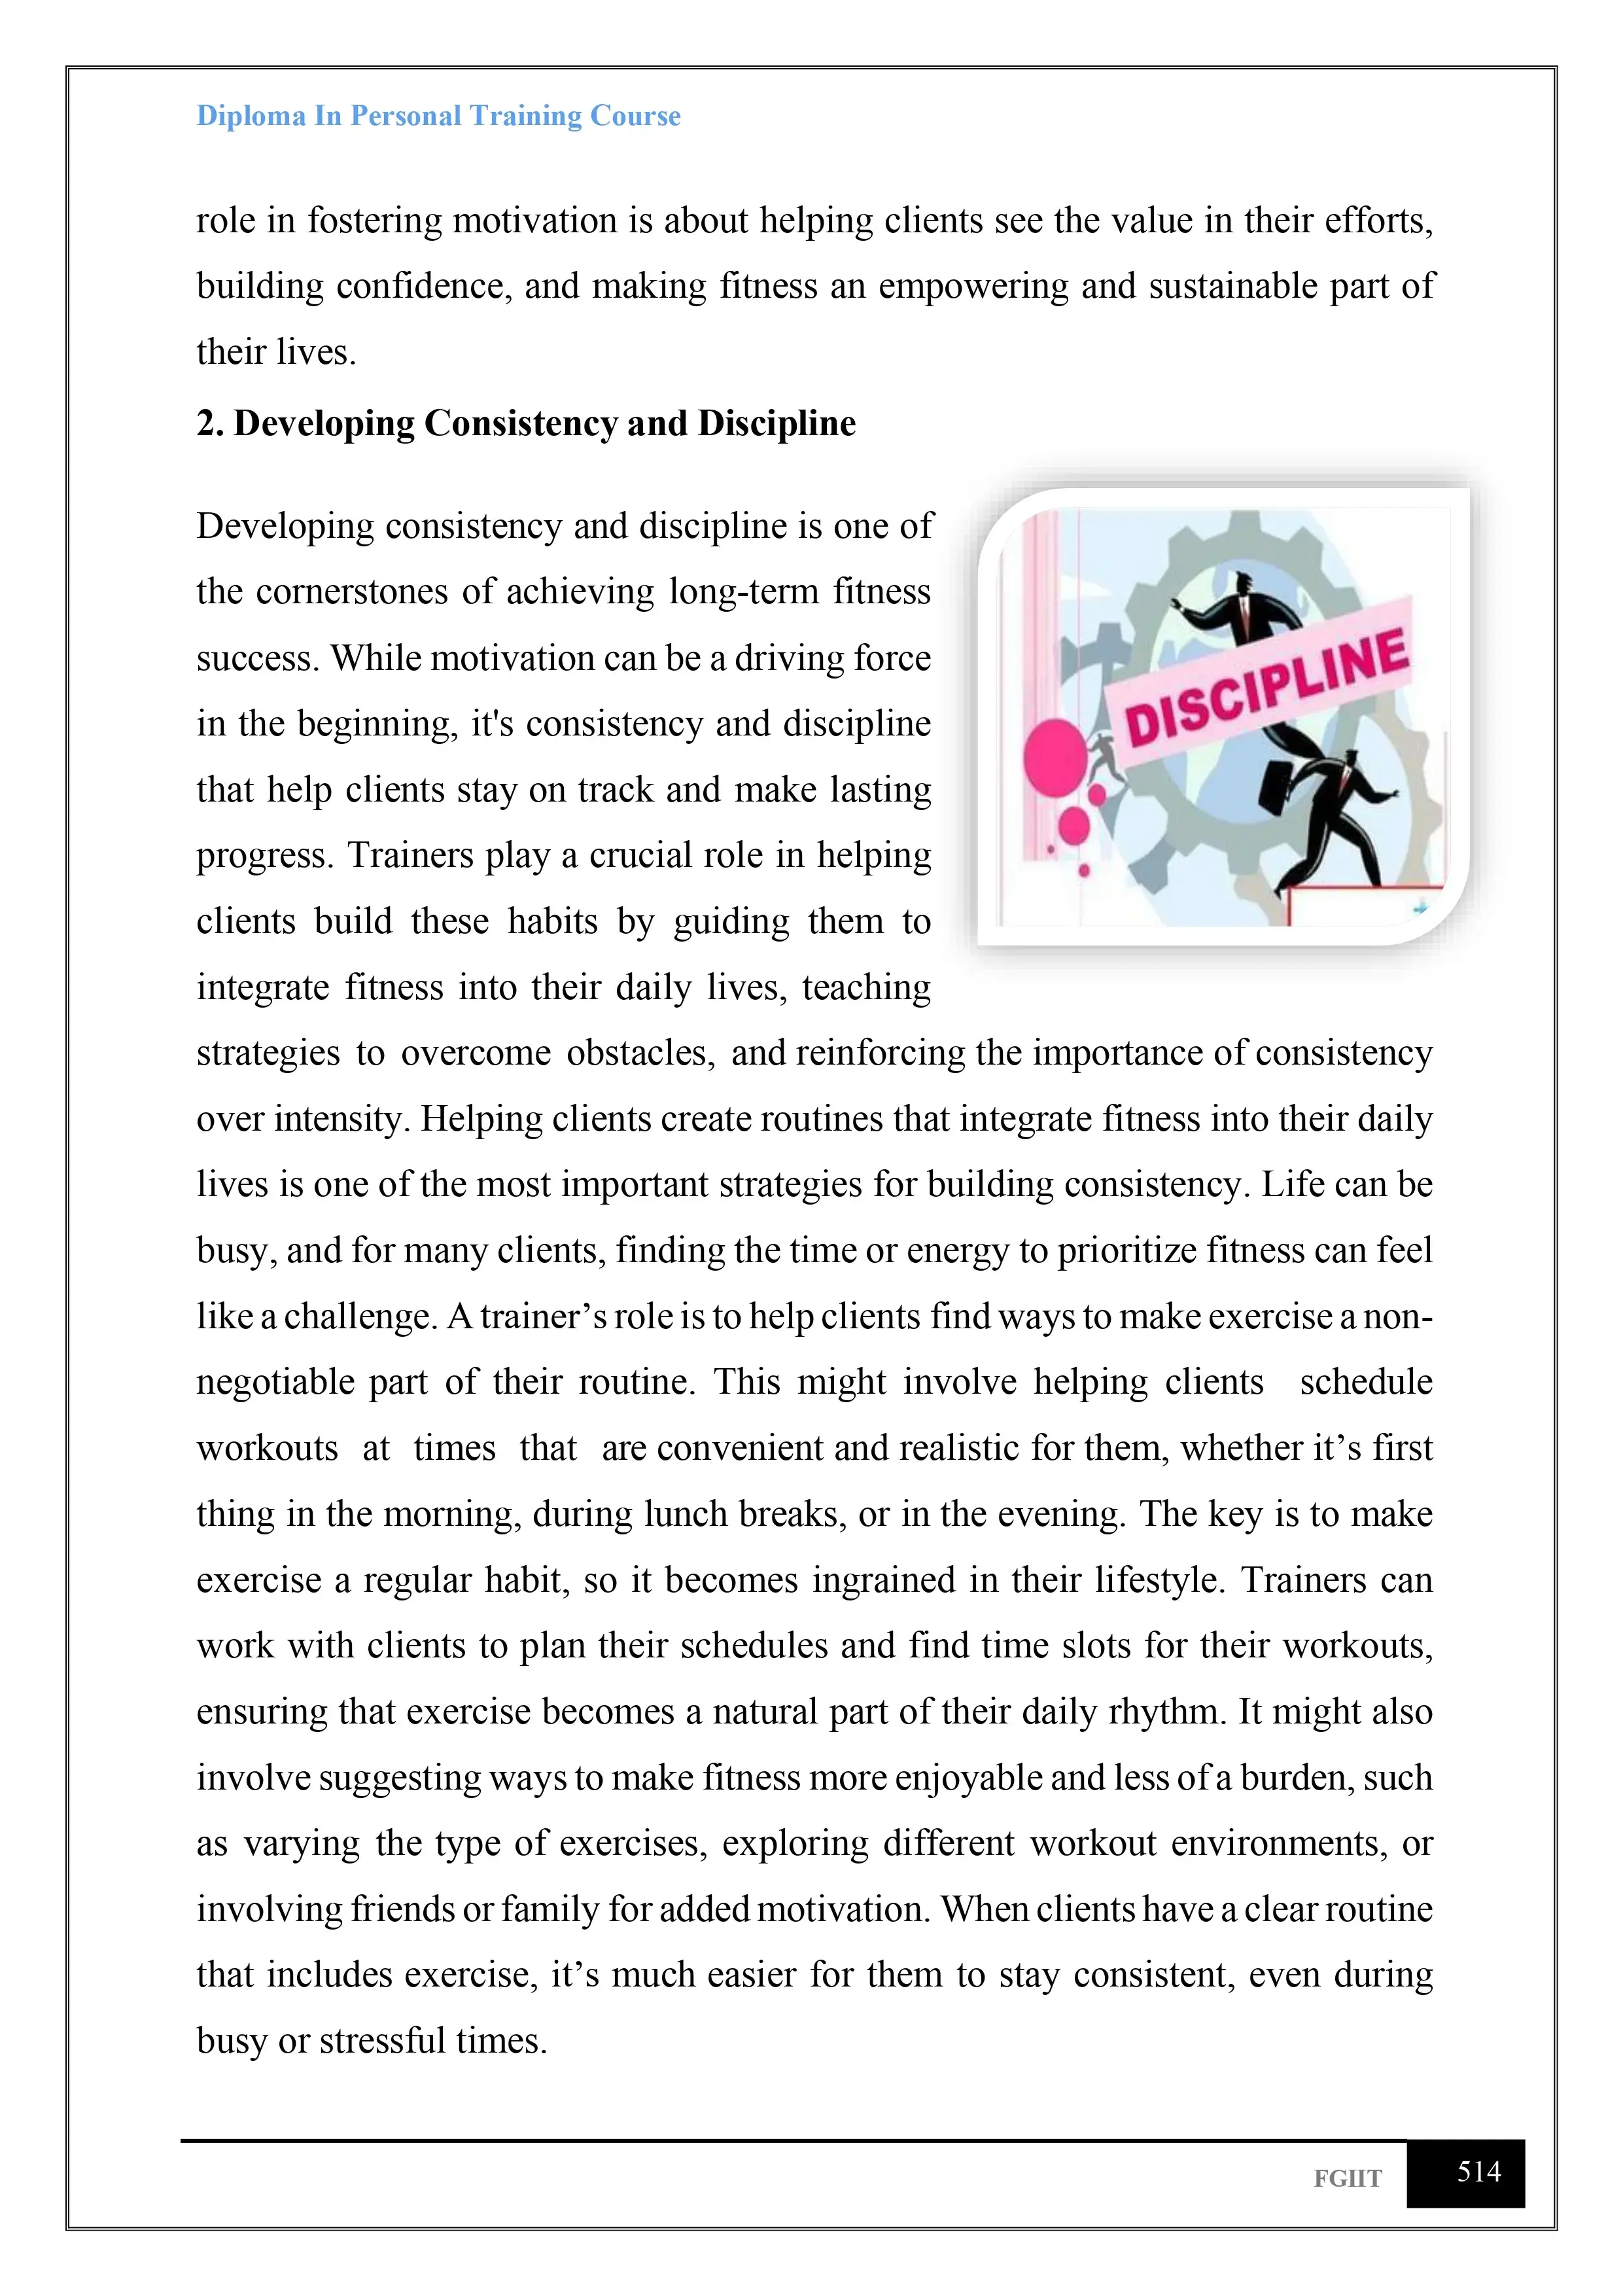 Diploma In Personal Training Course
role in fostering motivation is about helping clients see the value in their efforts,
building confidence, and making fitness an empowering and sustainable part of
their lives.
2. Developing Consistency and Discipline
Developing consistency and discipline is one of
the cornerstones of achieving long-term fitness
success. While motivation can be a driving force
in the beginning, it's consistency and discipline
that help clients stay on track and make lasting
progress. Trainers play a crucial role in helping
clients build these habits by guiding them to
integrate fitness into their daily lives, teaching
DISCIPLINE
strategies to overcome obstacles, and reinforcing the importance of consistency
over intensity. Helping clients create routines that integrate fitness into their daily
lives is one of the most important strategies for building consistency. Life can be
busy, and for many clients, finding the time or energy to prioritize fitness can feel
like a challenge. A trainer’s role is to help clients find ways to make exercise a non-
negotiable part of their routine. This might involve helping clients schedule
workouts at times that are convenient and realistic for them, whether it’s first
thing in the morning, during lunch breaks, or in the evening. The key is to make
exercise a regular habit, so it becomes ingrained in their lifestyle. Trainers can
work with clients to plan their schedules and find time slots for their workouts,
ensuring that exercise becomes a natural part of their daily rhythm. It might also
involve suggesting ways to make fitness more enjoyable and less of a burden, such
as varying the type of exercises, exploring different workout environments, or
involving friends or family for added motivation. When clients have a clear routine
that includes exercise, it’s much easier for them to stay consistent, even during
busy or stressful times.
FGIIT
514